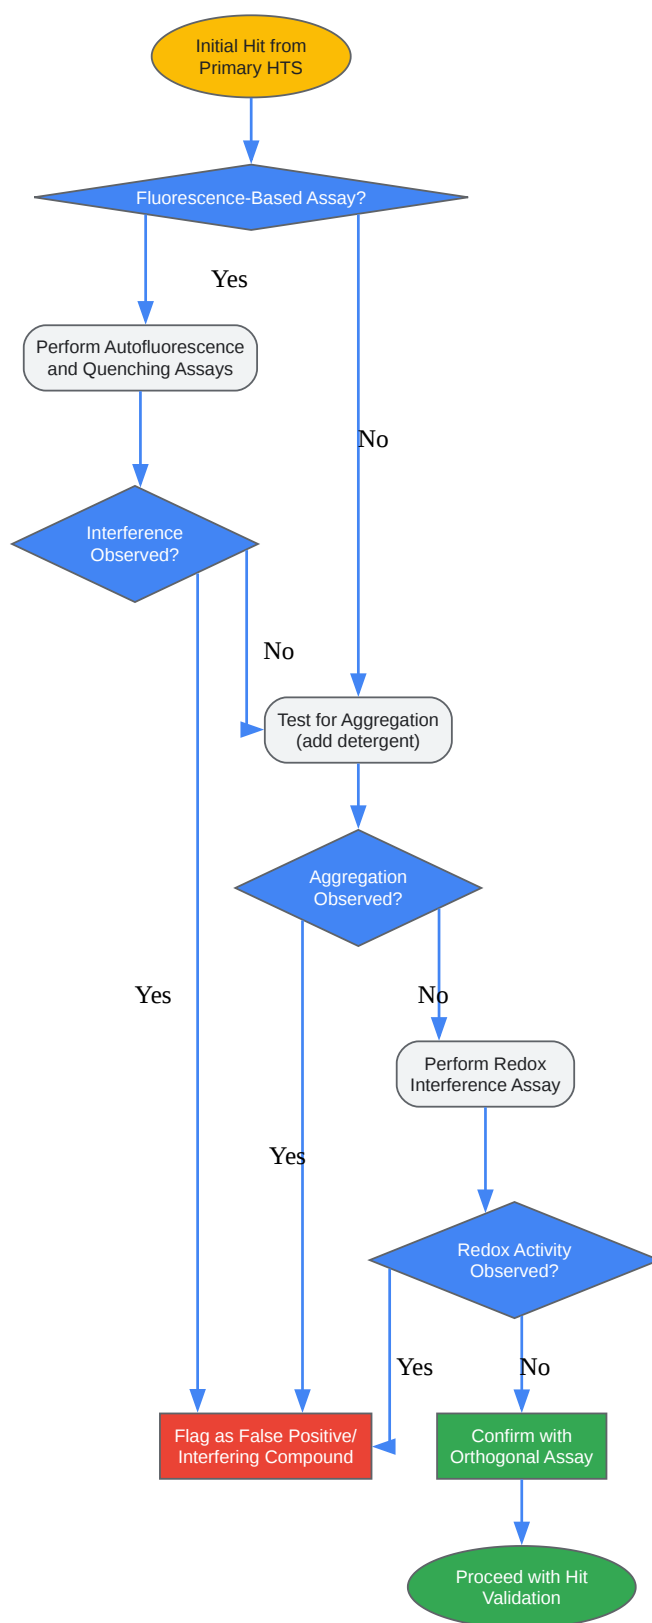 Initial Hit from
Primary HTS
Fluorescence-Based Assay?
Yes
Perform Autofluorescence
and Quenching Assays
No
Interference
Observed?
No
Test for Aggregation
(add detergent)
Aggregation
Observed?
Yes
No
Perform Redox
Interference Assay
Yes
Redox Activity
Observed?
Yes
No
Flag as False Positive/
Interfering Compound
Confirm with
Orthogonal Assay
Proceed with Hit
Validation